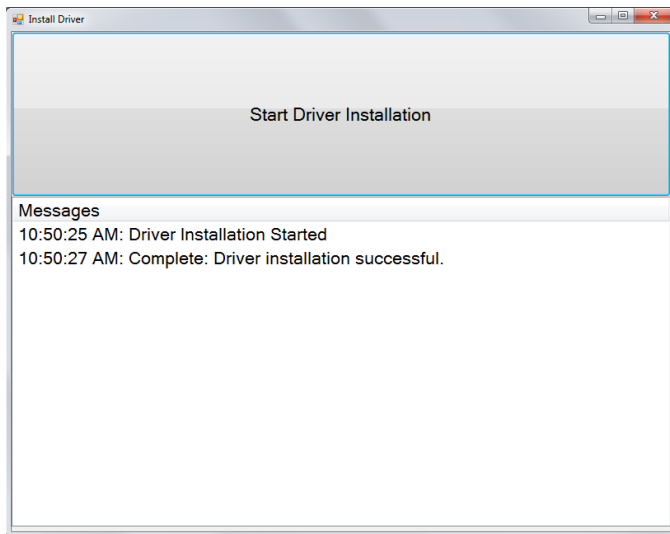 Install Driver
Start Driver Installation
Messages
10:50:25 AM: Driver Installation Started
10:50:27 AM: Complete: Driver installation successful.